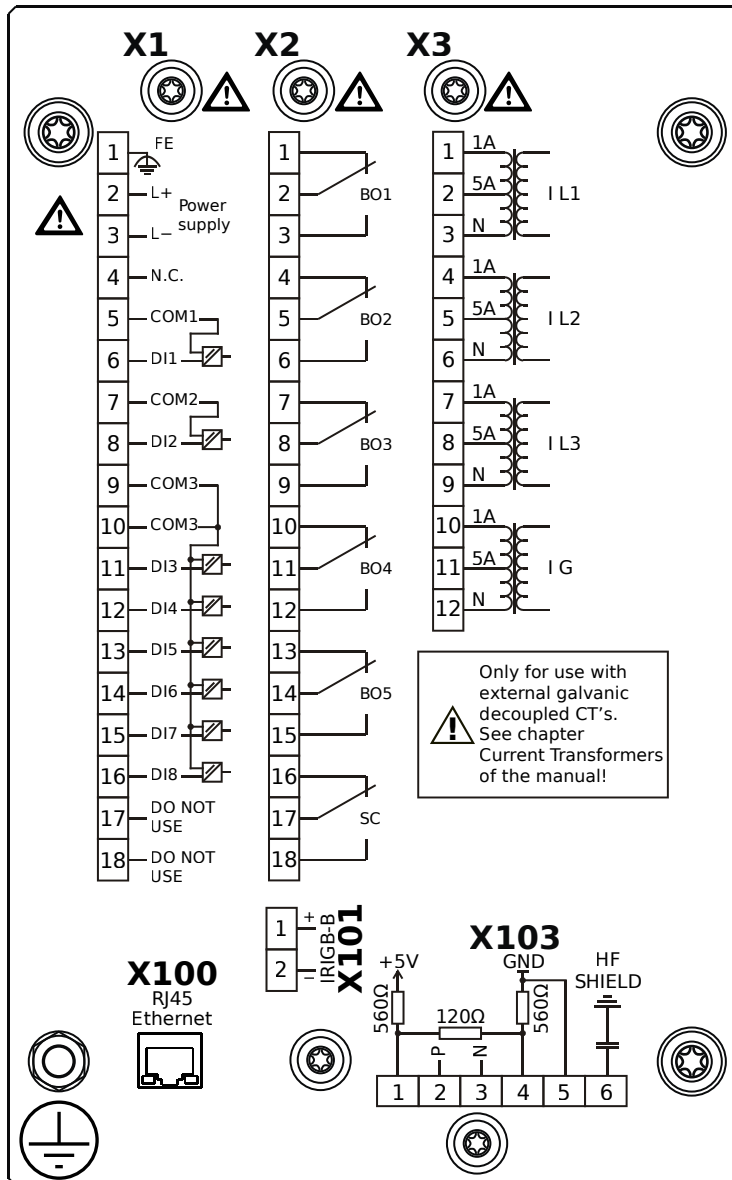 X1
X2
X3
1 FE
2 L+
Power
supply
3 L−
4 N.C.
5 COM1
6 DI1
7 COM2
8 DI2
9 COM3
10 COM3
11 DI3
12 DI4
13 DI5
14 DI6
15 DI7
16 DI8
17 DO NOT
USE
18 DO NOT
USE
1
2 BO1
3
4
5 BO2
6
7
8 BO3
9
10
11 BO4
12
13
14 BO5
15
16
17 SC
18
1 1A
2 5A I L1
3 N
4 1A
5 5A I L2
6 N
7 1A
8 5A I L3
9 N
10 1A
11 5A I G
12 N
Only for use with
external galvanic
decoupled CT's.
See chapter
Current Transformers
of the manual!
1 +
2 −
IRIGB-B
X101
X100
RJ45
Ethernet
X103
+5V
GND
HF
SHIELD
560Ω
120Ω
560Ω
P
N
1 2 3 4 5 6